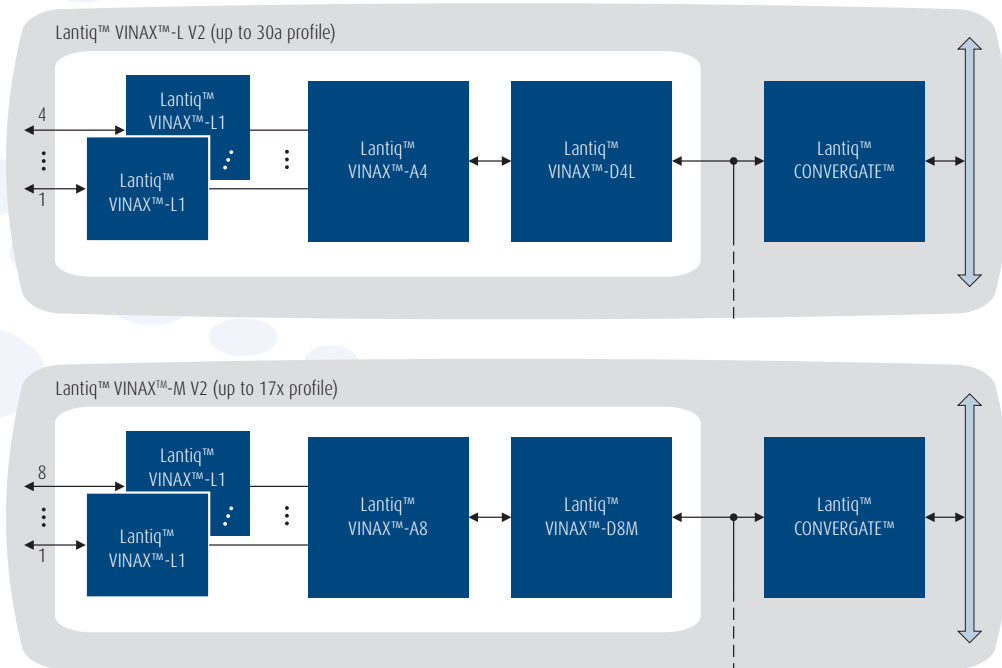 Lantiq™ VINAX™-L V2 (up to 30a profile)
4
1
Lantiq™
VINAX™-L1
Lantiq™
VINAX™-L1
Lantiq™
VINAX™-A4
Lantiq™
VINAX™-D4L
Lantiq™
CONVERGATE™
Lantiq™ VINAX™-M V2 (up to 17x profile)
8
1
Lantiq™
VINAX™-L1
Lantiq™
VINAX™-L1
Lantiq™
VINAX™-A8
Lantiq™
VINAX™-D8M
Lantiq™
CONVERGATE™